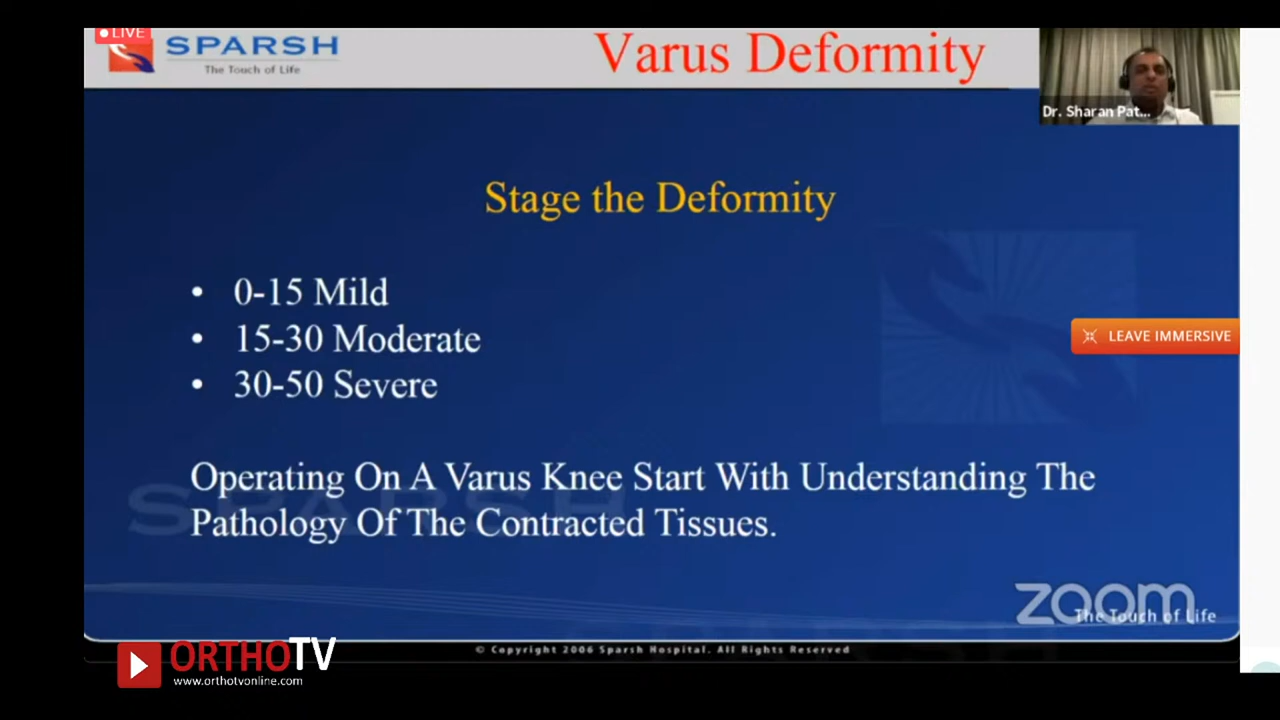 LIVE
SPARSH
The Touch of Life
Varus Deformity
Dr. Sharan Pat...
Stage the Deformity
• 0-15 Mild
• 15-30 Moderate
• 30-50 Severe
LEAVE IMMERSIVE
Operating On A Varus Knee Start With Understanding The
Pathology Of The Contracted Tissues.
SPARSH
zoom
The Touch of Life
© Copyright 2006 Sparsh Hospital. All Rights Reserved
ORTHOTV
www.orthotvonline.com